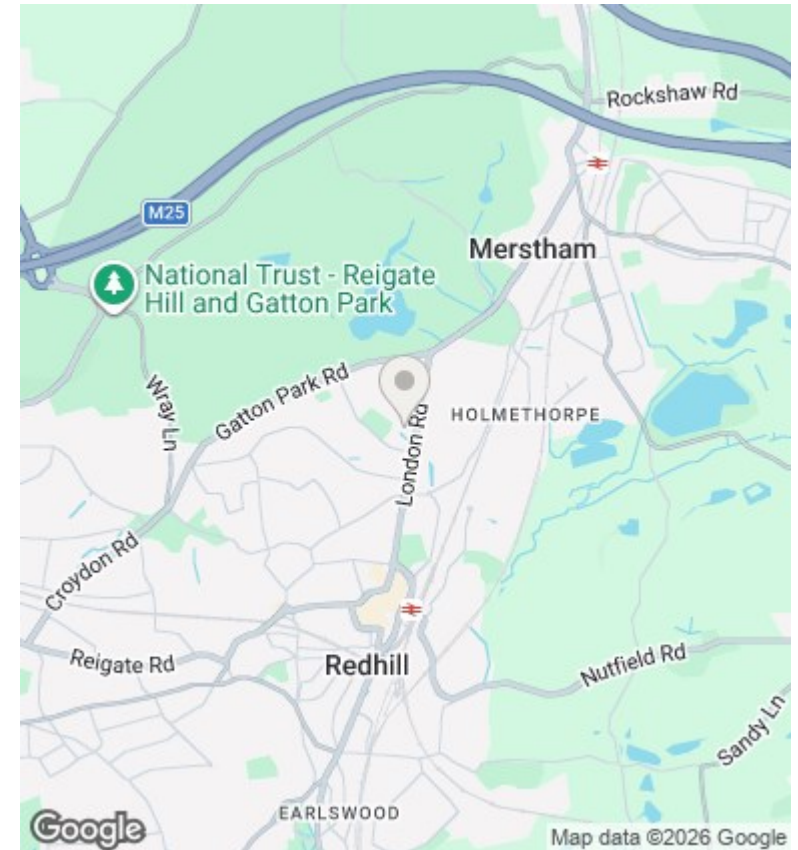 Rockshaw Rd
M25
Merstham
National Trust - Reigate
Hill and Gatton Park
Gatton Park Rd
Wray Ln
HOLMETHORPE
London Rd
Croydon Rd
Reigate Rd
Redhill
Nutfield Rd
Sandy Ln
EARLSWOOD
Google
Map data ©2026 Google